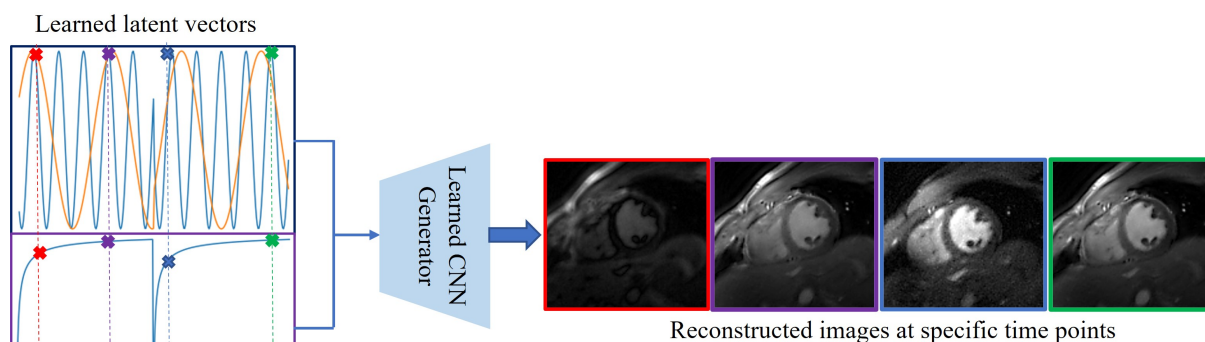 Learned latent vectors
Learned CNN
Generator
Reconstructed images at specific time points